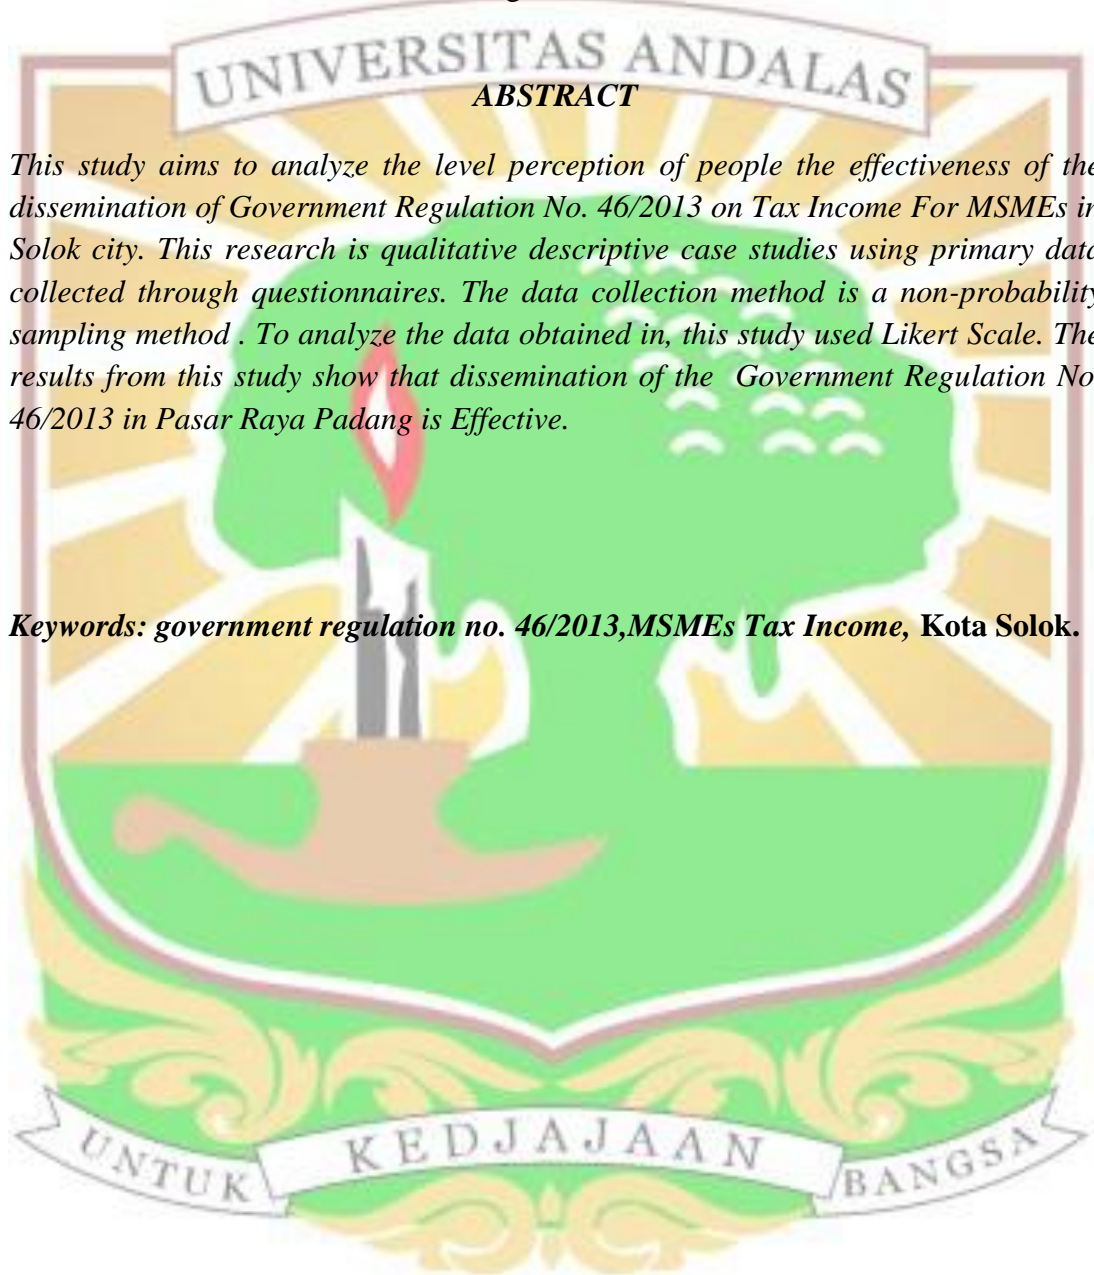 UNIVERSITAS ANDALAS
ABSTRACT
This study aims to analyze the level perception of people the effectiveness of the
dissemination of Government Regulation No. 46/2013 on Tax Income For MSMEs in
Solok city. This research is qualitative descriptive case studies using primary data
collected through questionnaires. The data collection method is a non-probability
sampling method . To analyze the data obtained in, this study used Likert Scale. The
results from this study show that dissemination of the Government Regulation No
46/2013 in Pasar Raya Padang is Effective.
Keywords: government regulation no. 46/2013,MSMEs Tax Income, Kota Solok.
UNTUK KEDJAJAAN BANGSA